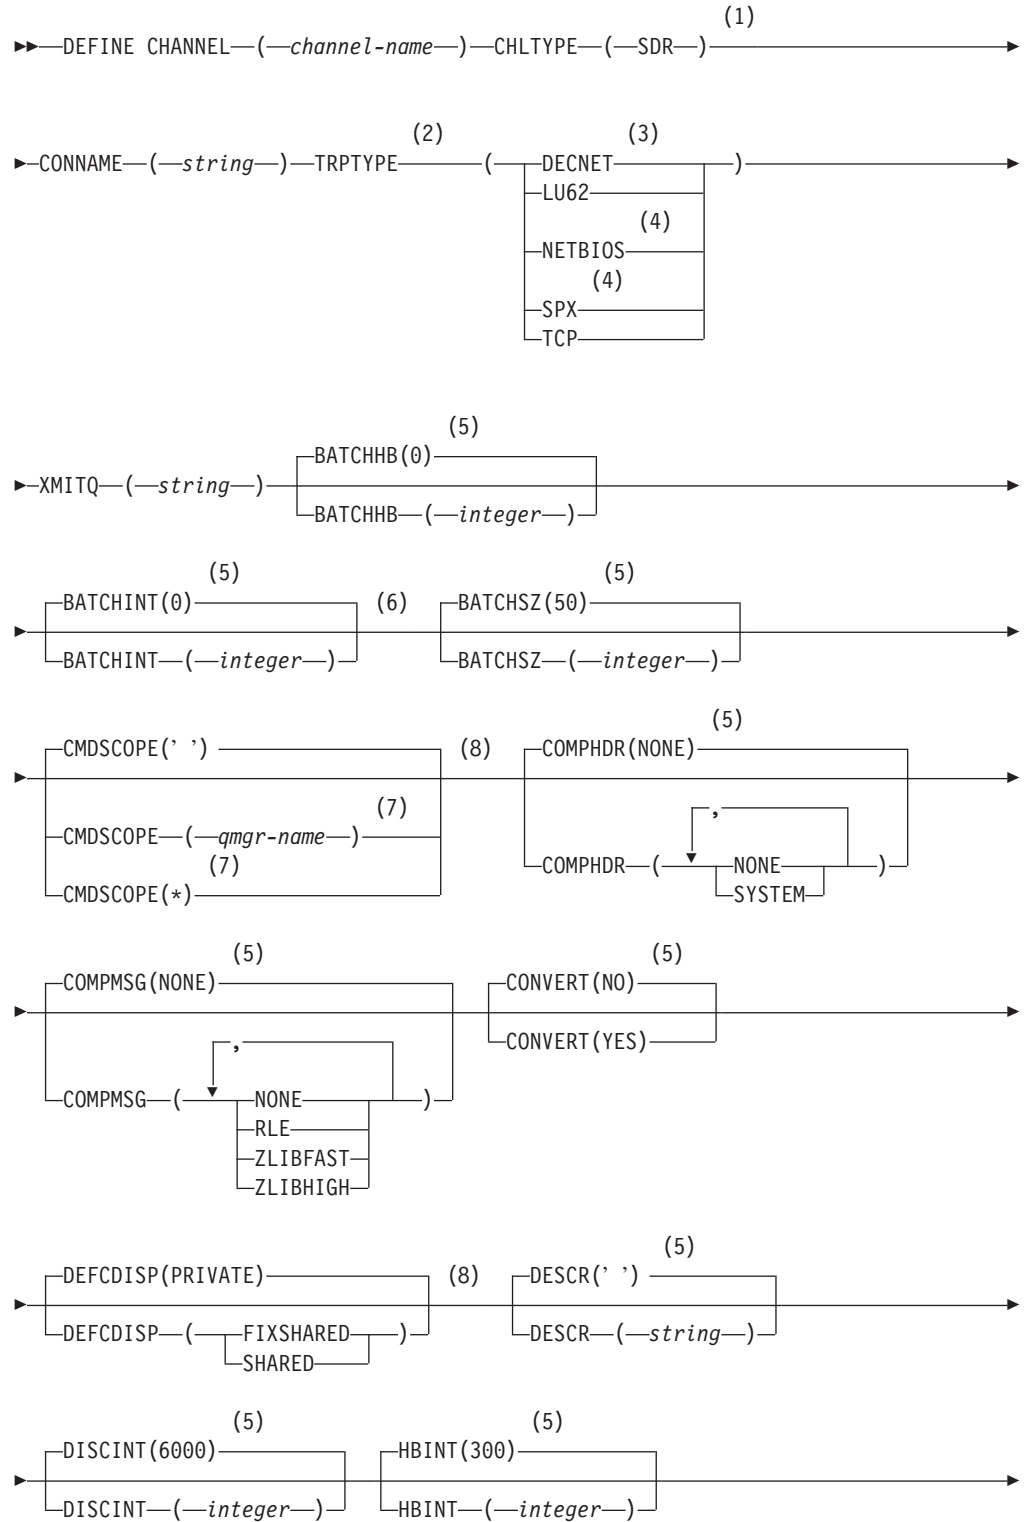 (1)
DEFINE CHANNEL ( channel-name ) CHLTYPE ( SDR )
(2) (3)
CONNAME ( string ) TRPTYPE ( DECNET )
LU62
(4)
NETBIOS
(4)
SPX
TCP
(5)
BATCHHB(0)
XMITQ ( string )
BATCHHB ( integer )
(5) (5)
BATCHINT(0) (6) BATCHSZ(50)
BATCHINT ( integer ) BATCHSZ ( integer )
(5)
CMDSCOPE(’ ’) (8) COMPHDR(NONE)
(7) ,
CMDSCOPE ( qmgr-name )
(7) COMPHDR ( NONE )
CMDSCOPE(*) SYSTEM
(5) (5)
COMPMSG(NONE) CONVERT(NO)
, CONVERT(YES)
COMPMSG ( NONE )
RLE
ZLIBFAST
ZLIBHIGH
(5)
DEFCDISP(PRIVATE) (8) DESCR(’ ’)
DEFCDISP ( FIXSHARED ) DESCR ( string )
SHARED
(5) (5)
DISCINT(6000) HBINT(300)
DISCINT ( integer ) HBINT ( integer )